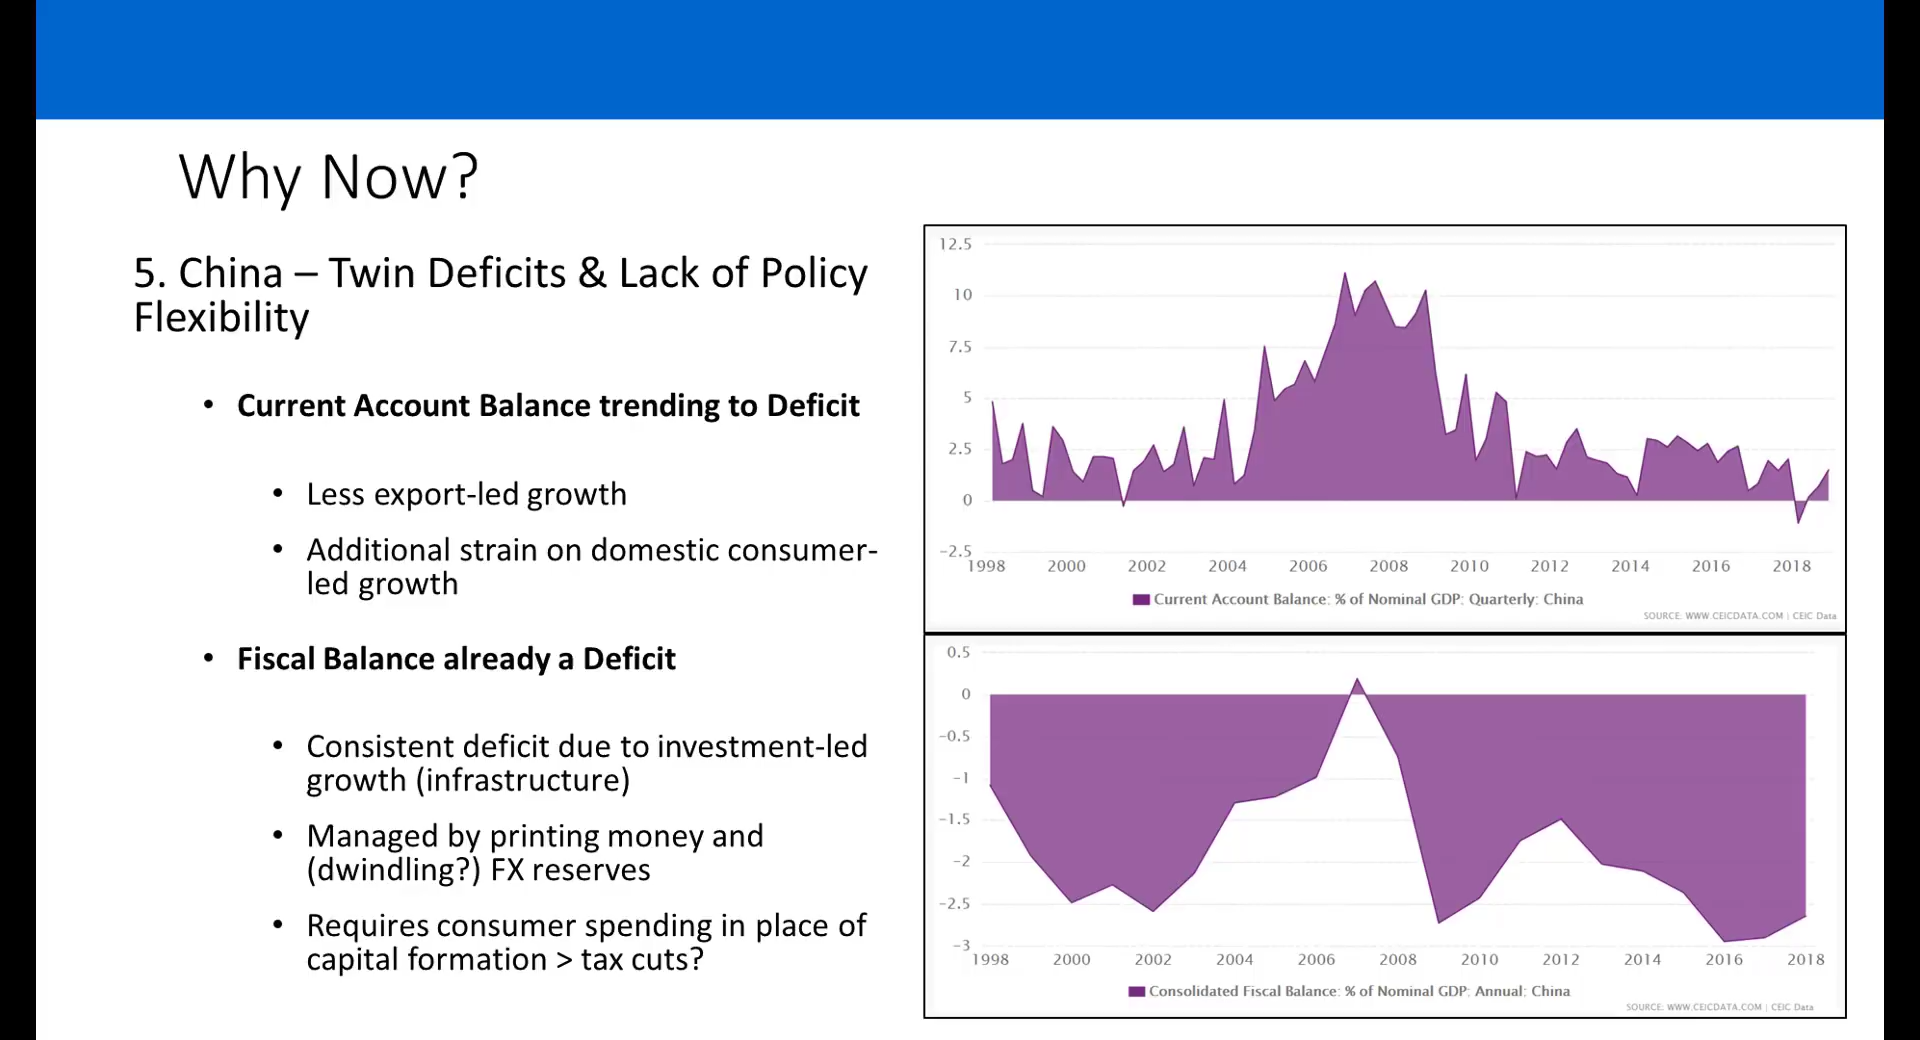 Why Now?
5. China – Twin Deficits & Lack of Policy
Flexibility
• Current Account Balance trending to Deficit
• Less export-led growth
• Additional strain on domestic consumer-
led growth
• Fiscal Balance already a Deficit
• Consistent deficit due to investment-led
growth (infrastructure)
• Managed by printing money and
(dwindling?) FX reserves
• Requires consumer spending in place of
capital formation > tax cuts?
12.5
10
7.5
5
2.5
0
−2.5
1998 2000 2002 2004 2006 2008 2010 2012 2014 2016 2018
Current Account Balance: % of Nominal GDP: Quarterly: China
SOURCE: WWW.CEICDATA.COM | CEIC Data
0.5
0
−0.5
−1
−1.5
−2
−2.5
−3
1998 2000 2002 2004 2006 2008 2010 2012 2014 2016 2018
Consolidated Fiscal Balance: % of Nominal GDP: Annual: China
SOURCE: WWW.CEICDATA.COM | CEIC Data